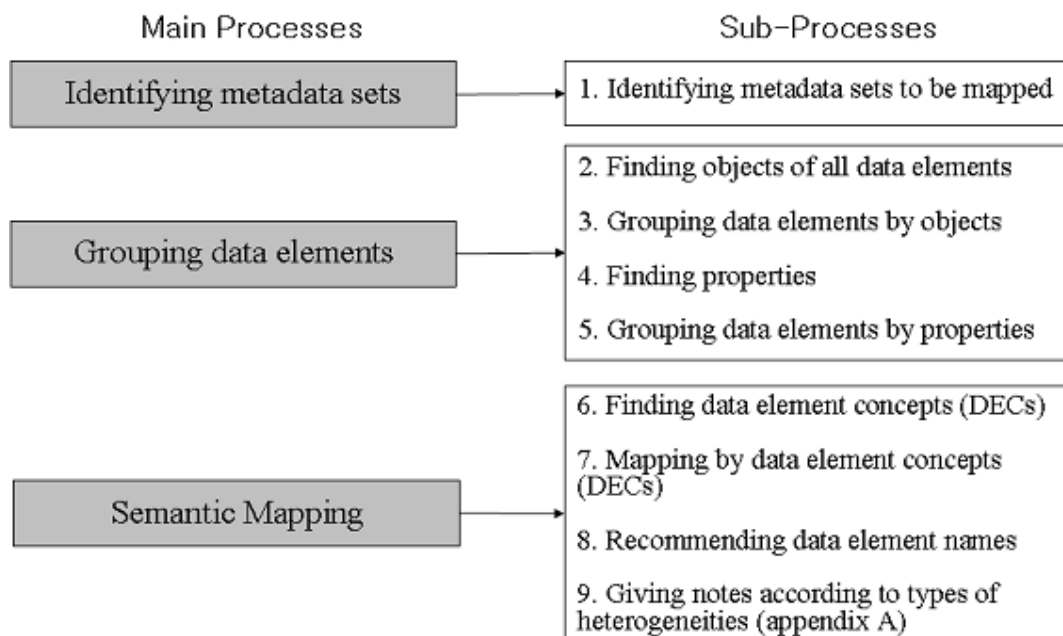 Main Processes
Sub-Processes
Identifying metadata sets
1. Identifying metadata sets to be mapped
Grouping data elements
2. Finding objects of all data elements
3. Grouping data elements by objects
4. Finding properties
5. Grouping data elements by properties
Semantic Mapping
6. Finding data element concepts (DECs)
7. Mapping by data element concepts
(DECs)
8. Recommending data element names
9. Giving notes according to types of
heterogeneities (appendix A)